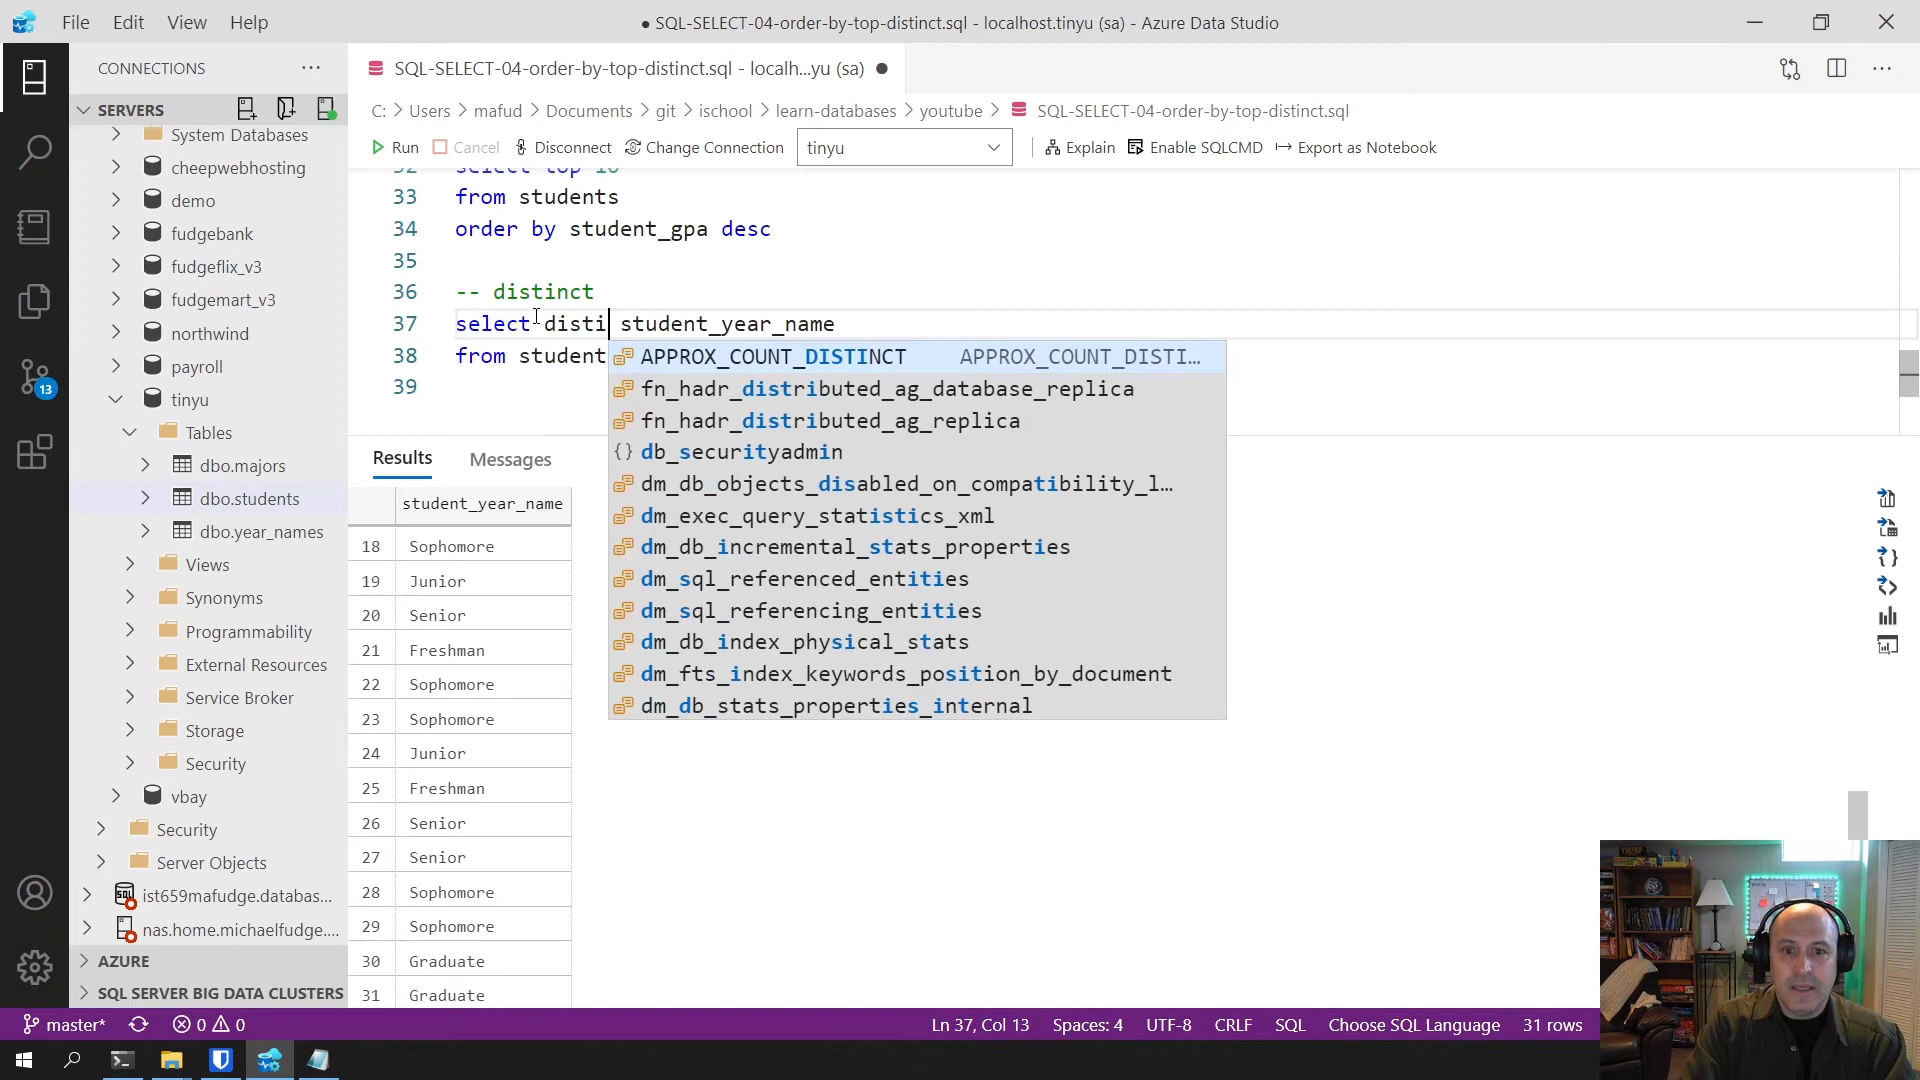 File Edit View Help
● SQL-SELECT-04-order-by-top-distinct.sql - localhost.tinyu (sa) - Azure Data Studio
CONNECTIONS
SQL-SELECT-04-order-by-top-distinct.sql - localh...yu (sa) ●
SERVERS
C: > Users > mafud > Documents > git > ischool > learn-databases > youtube > SQL-SELECT-04-order-by-top-distinct.sql
Run Cancel Disconnect Change Connection tinyu Explain Enable SQLCMD Export as Notebook
System Databases
cheepwebhosting
demo
fudgebank
fudgeflix_v3
fudgemart_v3
northwind
payroll
tinyu
Tables
dbo.majors
dbo.students
dbo.year_names
Views
Synonyms
Programmability
External Resources
Service Broker
Storage
Security
vbay
Security
Server Objects
ist659mafudge.databas...
nas.home.michaelfudge....
AZURE
SQL SERVER BIG DATA CLUSTERS
13
32 select top 10
33 from students
34 order by student_gpa desc
35
36 -- distinct
37 select disti student_year_name
38 from student
39
APPROX_COUNT_DISTINCT APPROX_COUNT_DISTI...
fn_hadr_distributed_ag_database_replica
fn_hadr_distributed_ag_replica
{} db_securityadmin
dm_db_objects_disabled_on_compatibility_l...
dm_exec_query_statistics_xml
dm_db_incremental_stats_properties
dm_sql_referenced_entities
dm_sql_referencing_entities
dm_db_index_physical_stats
dm_fts_index_keywords_position_by_document
dm_db_stats_properties_internal
Results Messages
student_year_name
18 Sophomore
19 Junior
20 Senior
21 Freshman
22 Sophomore
23 Sophomore
24 Junior
25 Freshman
26 Senior
27 Senior
28 Sophomore
29 Sophomore
30 Graduate
31 Graduate
master* 0 0 Ln 37, Col 13 Spaces: 4 UTF-8 CRLF SQL Choose SQL Language 31 rows